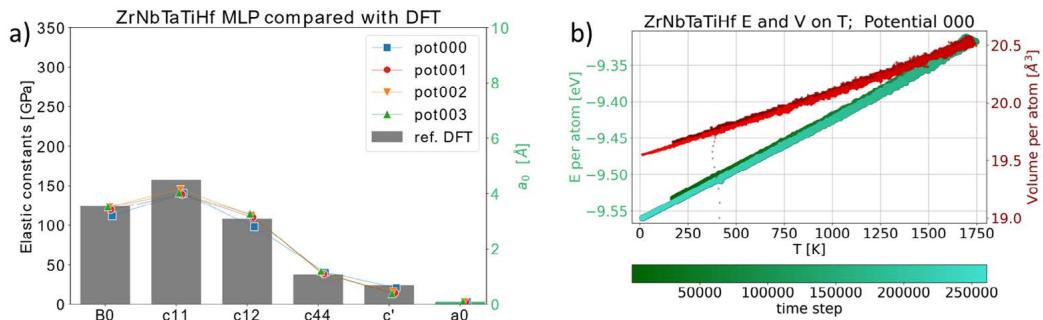 a)
ZrNbTaTiHf MLP compared with DFT
Elastic constants [GPa]
350
300
250
200
150
100
50
0
pot000
pot001
pot002
pot003
ref. DFT
10
8
6
4
2
0
a₀ [Å]
B0 c11 c12 c44 c' a0
b)
ZrNbTaTiHf E and V on T; Potential 000
E per atom [eV]
−9.35
−9.40
−9.45
−9.50
−9.55
20.5
20.0
19.5
19.0
Volume per atom [Å³]
0 250 500 750 1000 1250 1500 1750
T [K]
50000 100000 150000 200000 250000
time step